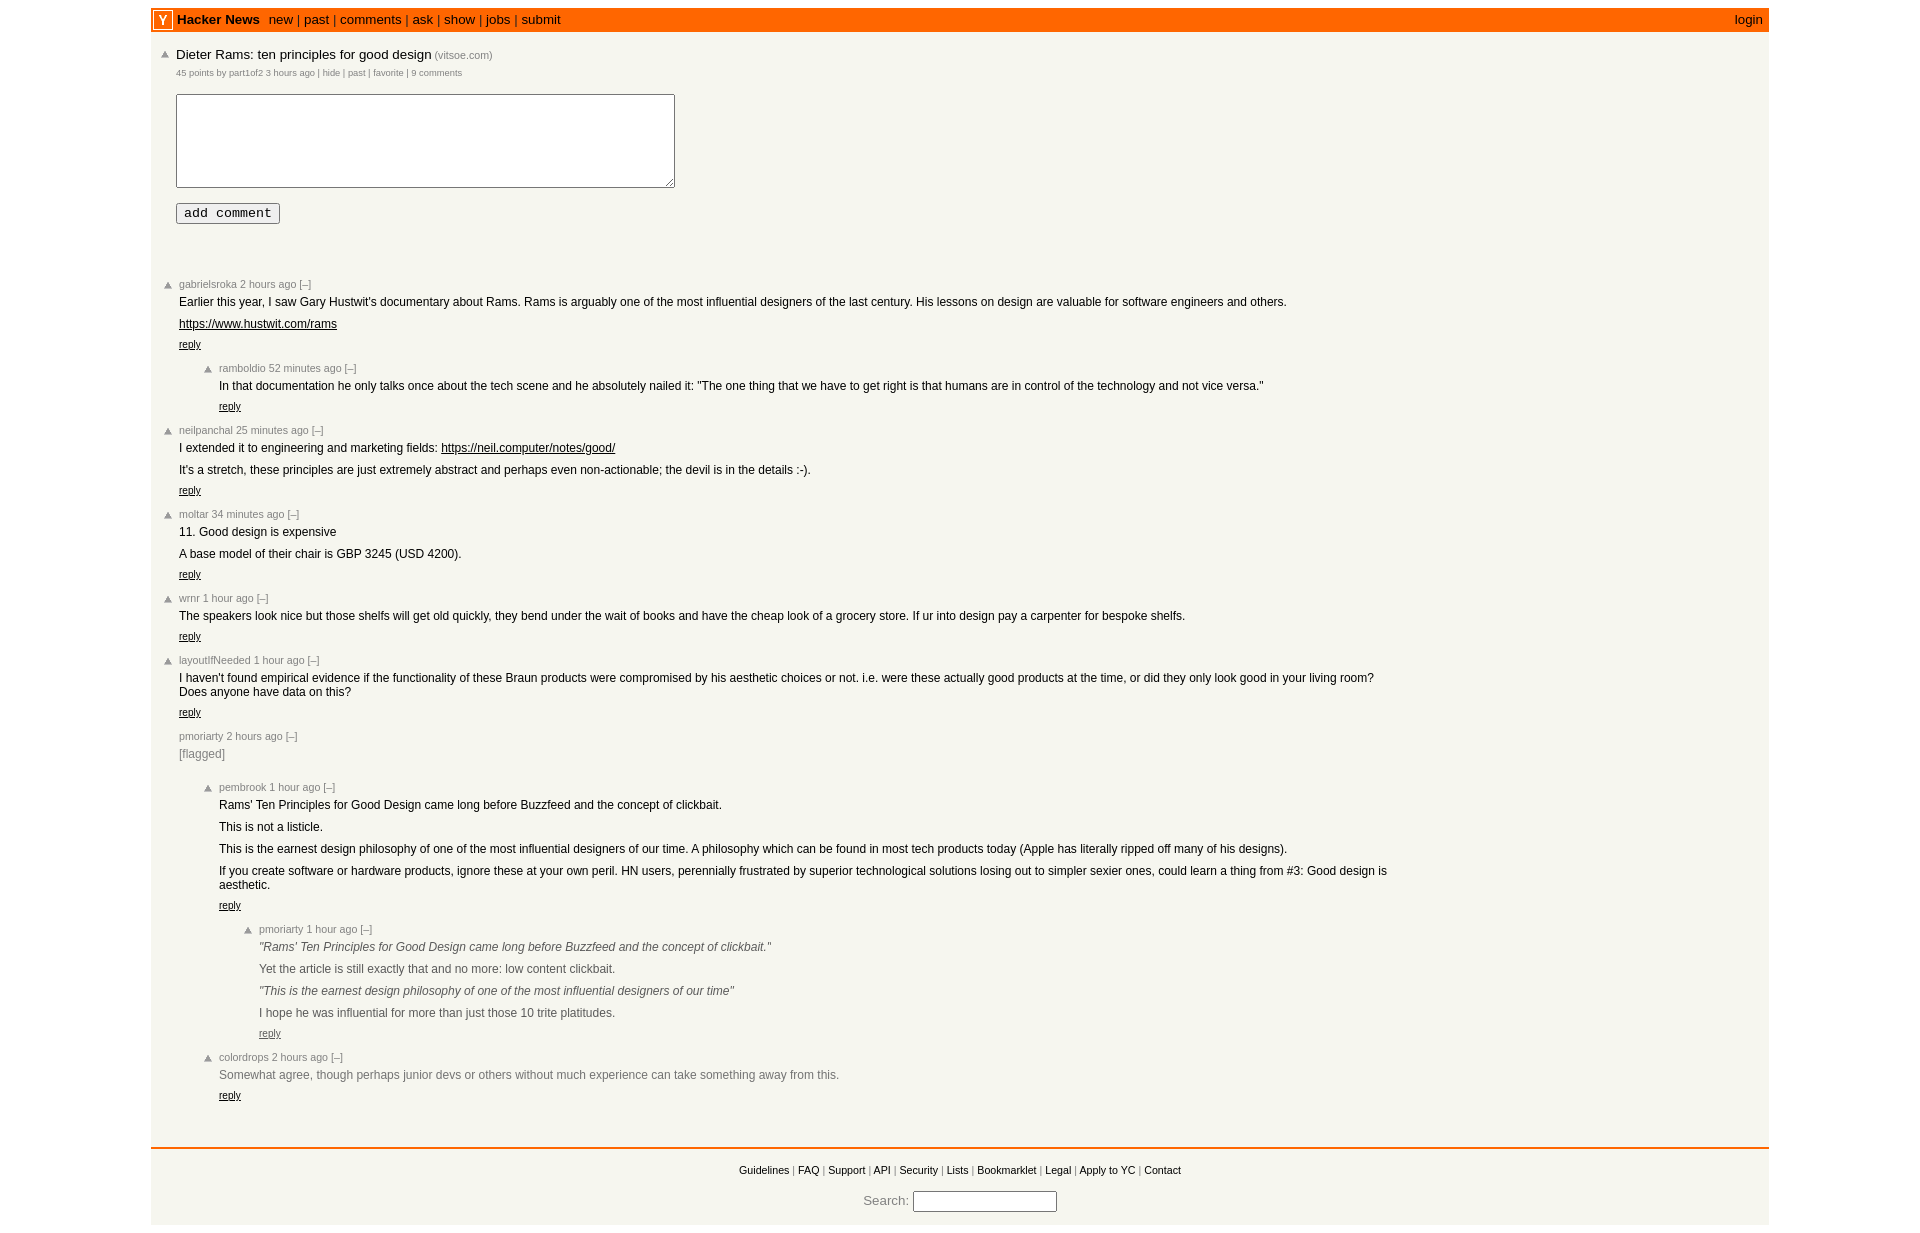 Y Hacker News new | past | comments | ask | show | jobs | submit login
Dieter Rams: ten principles for good design (vitsoe.com)
45 points by part1of2 3 hours ago | hide | past | favorite | 9 comments
add comment
gabrielsroka 2 hours ago [–]
Earlier this year, I saw Gary Hustwit's documentary about Rams. Rams is arguably one of the most influential designers of the last century. His lessons on design are valuable for software engineers and others.
https://www.hustwit.com/rams
reply
ramboldio 52 minutes ago [–]
In that documentation he only talks once about the tech scene and he absolutely nailed it: "The one thing that we have to get right is that humans are in control of the technology and not vice versa."
reply
neilpanchal 25 minutes ago [–]
I extended it to engineering and marketing fields: https://neil.computer/notes/good/
It's a stretch, these principles are just extremely abstract and perhaps even non-actionable; the devil is in the details :-).
reply
moltar 34 minutes ago [–]
11. Good design is expensive
A base model of their chair is GBP 3245 (USD 4200).
reply
wrnr 1 hour ago [–]
The speakers look nice but those shelfs will get old quickly, they bend under the wait of books and have the cheap look of a grocery store. If ur into design pay a carpenter for bespoke shelfs.
reply
layoutIfNeeded 1 hour ago [–]
I haven't found empirical evidence if the functionality of these Braun products were compromised by his aesthetic choices or not. i.e. were these actually good products at the time, or did they only look good in your living room?
Does anyone have data on this?
reply
pmoriarty 2 hours ago [–]
[flagged]
pembrook 1 hour ago [–]
Rams' Ten Principles for Good Design came long before Buzzfeed and the concept of clickbait.
This is not a listicle.
This is the earnest design philosophy of one of the most influential designers of our time. A philosophy which can be found in most tech products today (Apple has literally ripped off many of his designs).
If you create software or hardware products, ignore these at your own peril. HN users, perennially frustrated by superior technological solutions losing out to simpler sexier ones, could learn a thing from #3: Good design is
aesthetic.
reply
pmoriarty 1 hour ago [–]
"Rams' Ten Principles for Good Design came long before Buzzfeed and the concept of clickbait."
Yet the article is still exactly that and no more: low content clickbait.
"This is the earnest design philosophy of one of the most influential designers of our time"
I hope he was influential for more than just those 10 trite platitudes.
reply
colordrops 2 hours ago [–]
Somewhat agree, though perhaps junior devs or others without much experience can take something away from this.
reply
Guidelines | FAQ | Support | API | Security | Lists | Bookmarklet | Legal | Apply to YC | Contact
Search: